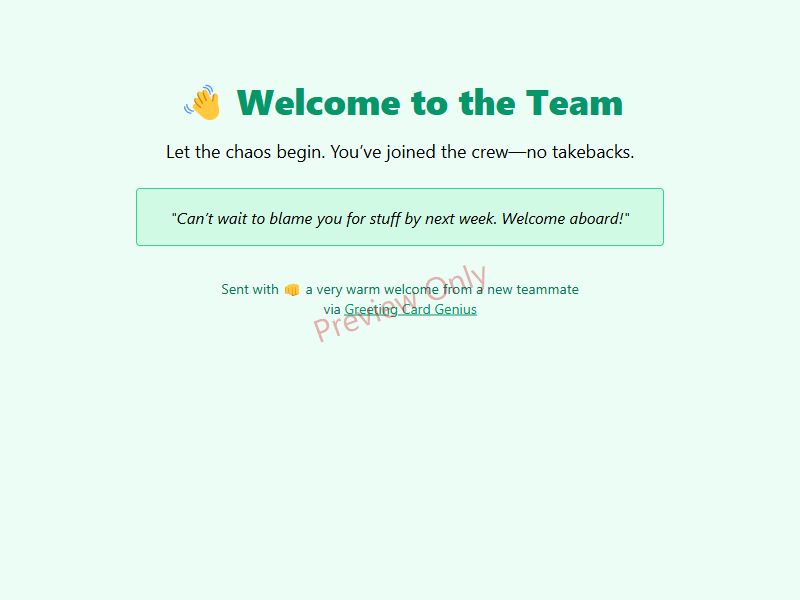 👋 Welcome to the Team
Let the chaos begin. You’ve joined the crew—no takebacks.
"Can’t wait to blame you for stuff by next week. Welcome aboard!"
Sent with 👊 a very warm welcome from a new teammate
via Greeting Card Genius
Preview Only